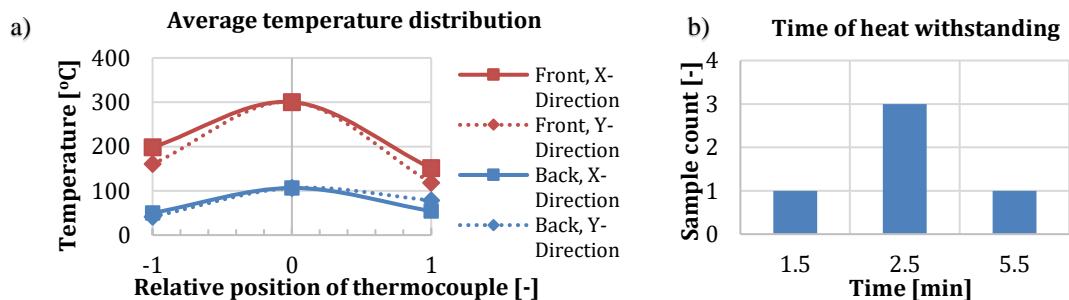 a)
Average temperature distribution
Temperature [ºC]
400
300
200
100
0
-1
0
1
Relative position of thermocouple [-]
Front, X-
Direction
Front, Y-
Direction
Back, X-
Direction
Back, Y-
Direction
b)
Time of heat withstanding
Sample count [-]
4
3
2
1
0
1.5
2.5
5.5
Time [min]